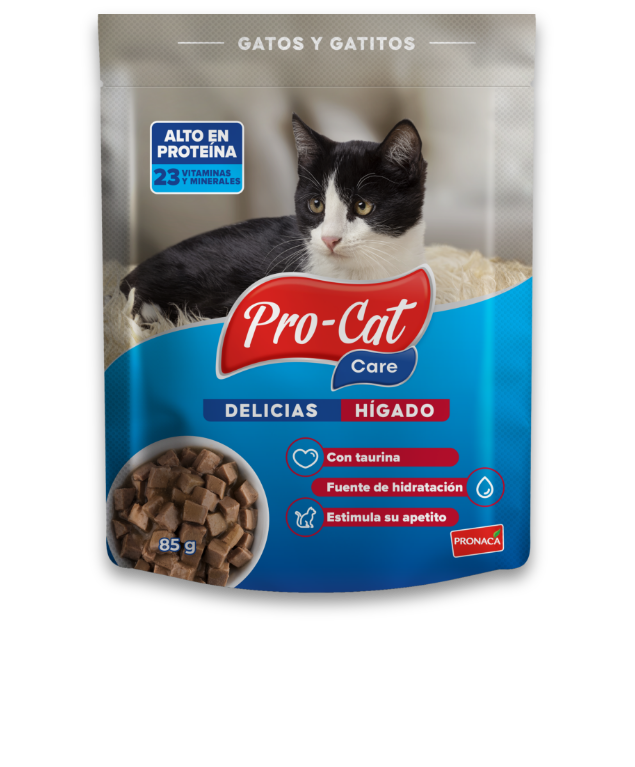 GATOS Y GATITOS
ALTO EN
PROTEÍNA
23 VITAMINAS
Y MINERALES
Pro-Cat
Care
DELICIAS HÍGADO
Con taurina
Fuente de hidratación
Estimula su apetito
85 g
PRONACA